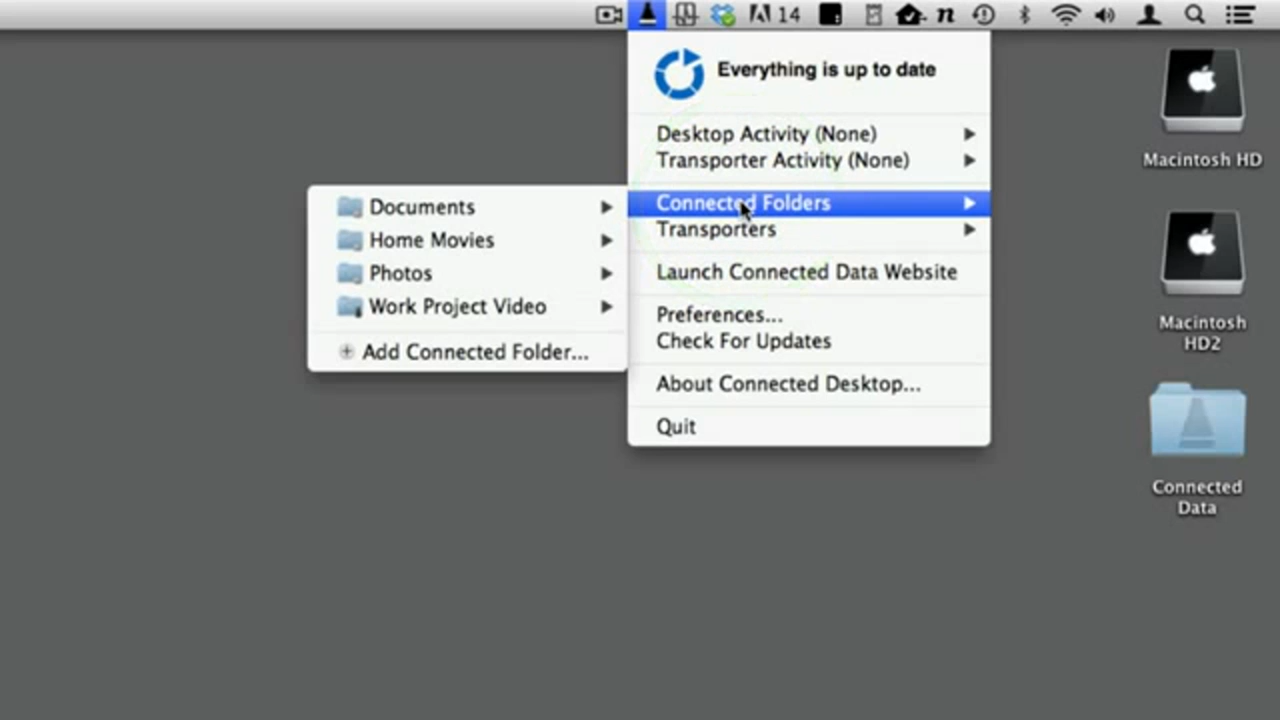 14
n
Everything is up to date
Desktop Activity (None)
Transporter Activity (None)
Connected Folders
Transporters
Launch Connected Data Website
Preferences...
Check For Updates
About Connected Desktop...
Quit
Documents
Home Movies
Photos
Work Project Video
Add Connected Folder...
Macintosh HD
Macintosh
HD2
Connected
Data